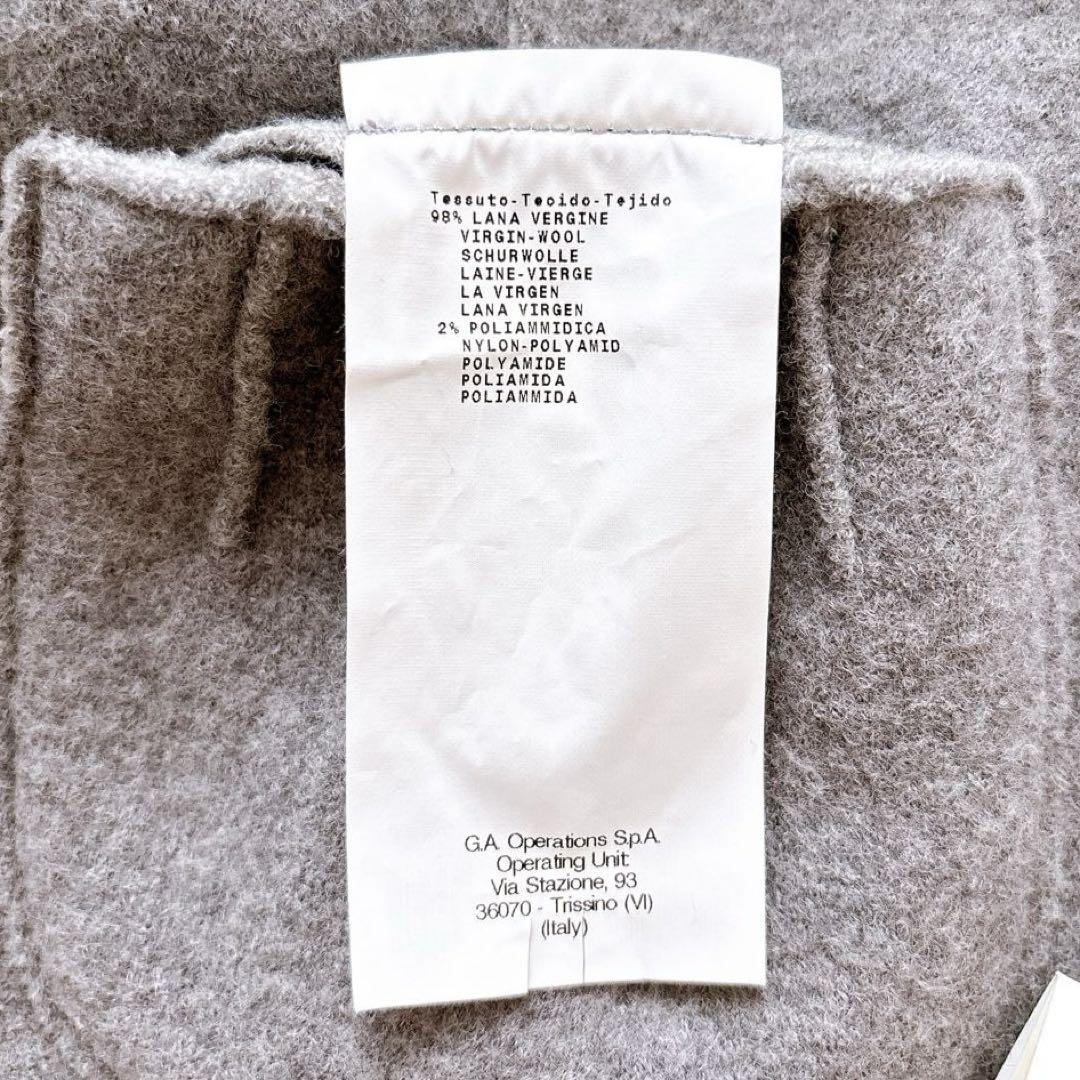 Tessuto-Tecido-Tejido
98% LANA VERGINE
VIRGIN-WOOL
SCHURWOLLE
LAINE-VIERGE
LA VIRGEN
LANA VIRGEN
2% POLIAMMIDICA
NYLON-POLYAMID
POLYAMIDE
POLIAMIDA
POLIAMMIDA
G.A. Operations S.p.A.
Operating Unit:
Via Stazione, 93
36070 - Trissino (VI)
(Italy)